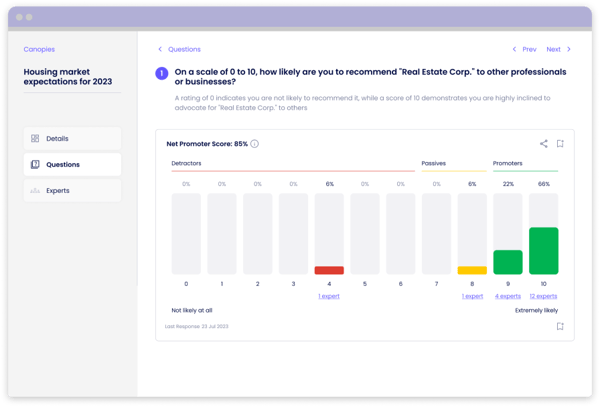 Canopies
Housing market
expectations for 2023
Details
Questions
Experts
Questions
Prev Next
1 On a scale of 0 to 10, how likely are you to recommend "Real Estate Corp." to other professionals
or businesses?
A rating of 0 indicates you are not likely to recommend it, while a score of 10 demonstrates you are highly inclined to
advocate for "Real Estate Corp." to others
Net Promoter Score: 85%
Detractors Passives Promoters
0% 0% 0% 0% 6% 0% 0% 0% 6% 22% 66%
0 1 2 3 4 5 6 7 8 9 10
1 expert 1 expert 4 experts 12 experts
Not likely at all Extremely likely
Last Response: 23 Jul 2023